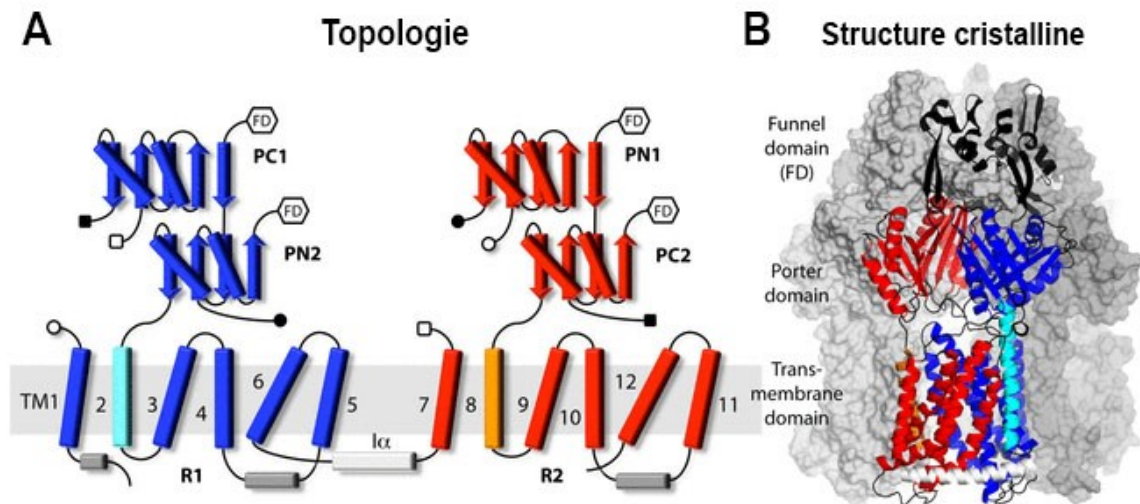 A
Topologie
B
Structure cristalline
FD
PC1
FD
PN2
FD
PN1
FD
PC2
Funnel
domain
(FD)
Porter
domain
Trans-
membrane
domain
TM1
2
3
4
6
5
7
8
9
10
12
11
R1
Iα
R2